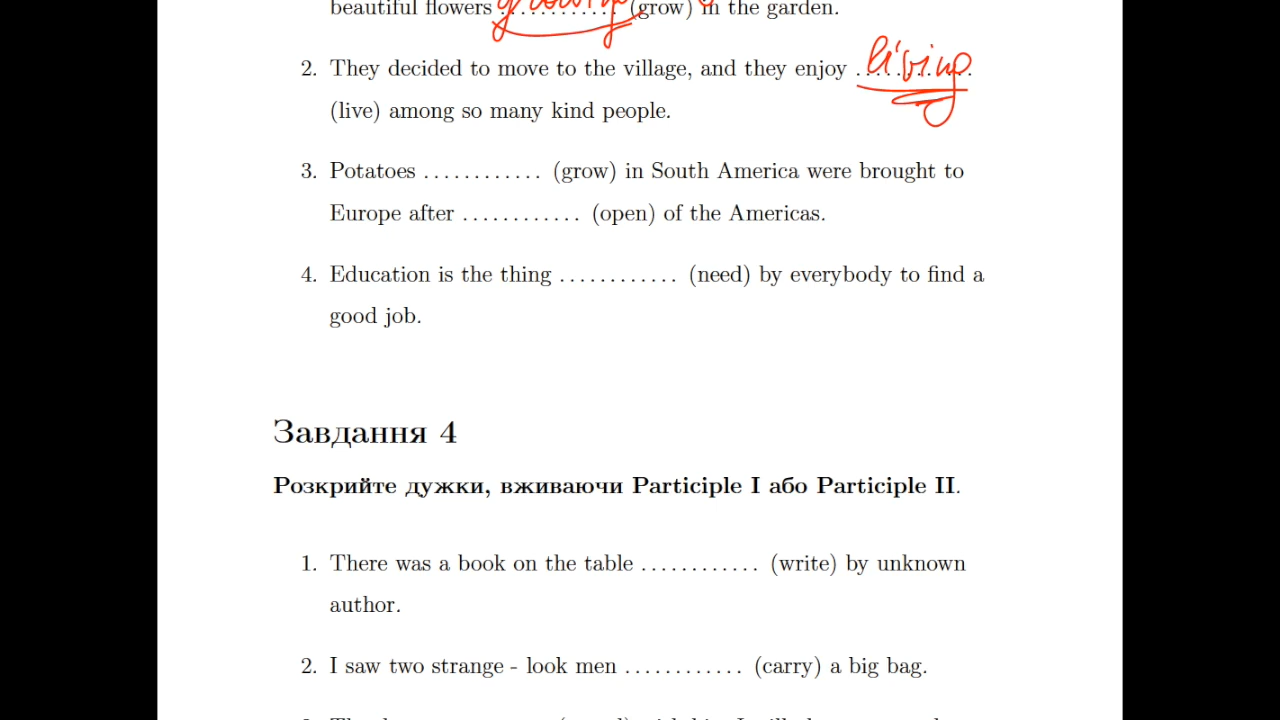 beautiful flowers growing (grow) in the garden.
2. They decided to move to the village, and they enjoy living
(live) among so many kind people.
3. Potatoes ............ (grow) in South America were brought to
Europe after ............ (open) of the Americas.
4. Education is the thing ............ (need) by everybody to find a
good job.
Завдання 4
Розкрийте дужки, вживаючи Participle I або Participle II.
1. There was a book on the table ............ (write) by unknown
author.
2. I saw two strange - look men ............ (carry) a big bag.